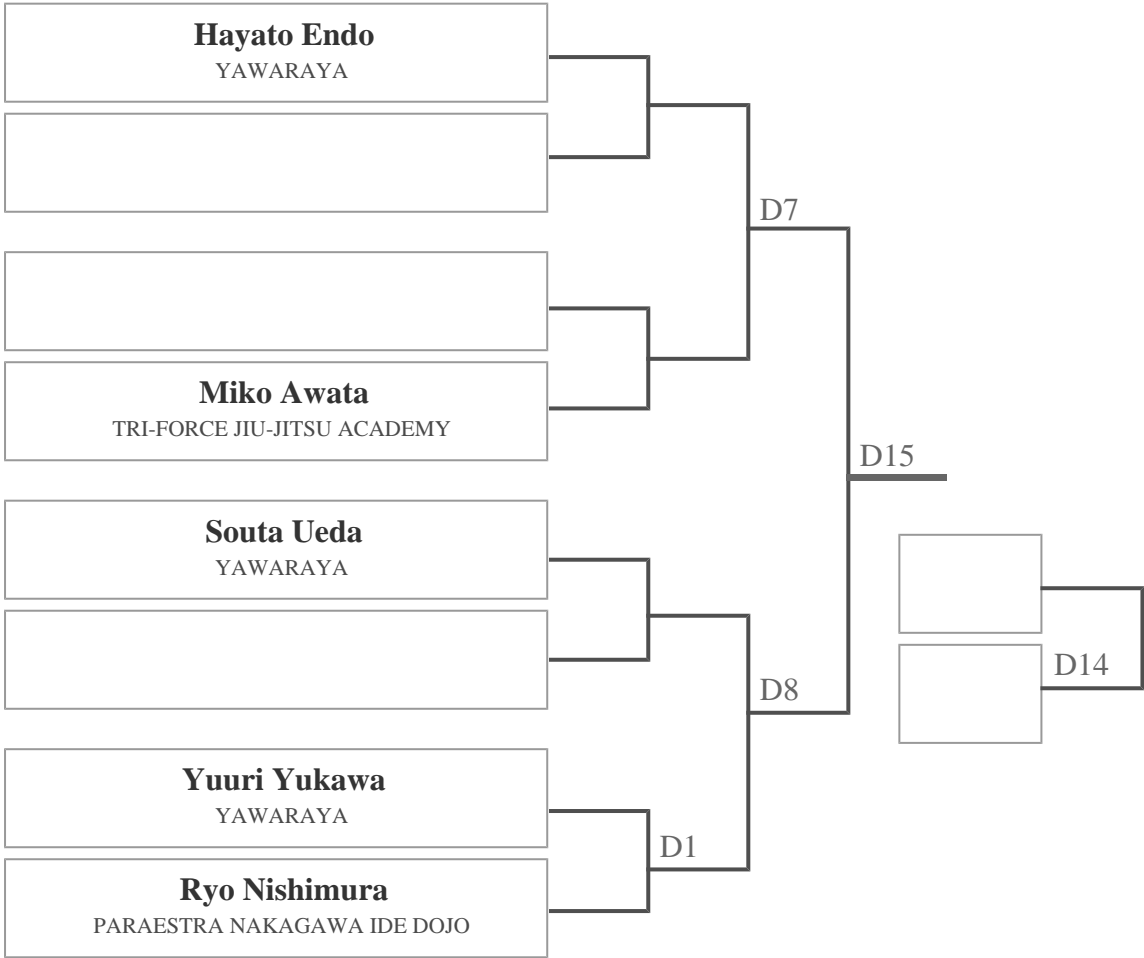 Hayato Endo
YAWARAYA
D7
Miko Awata
TRI-FORCE JIU-JITSU ACADEMY
D15
Souta Ueda
YAWARAYA
D14
D8
Yuuri Yukawa
YAWARAYA
D1
Ryo Nishimura
PARAESTRA NAKAGAWA IDE DOJO